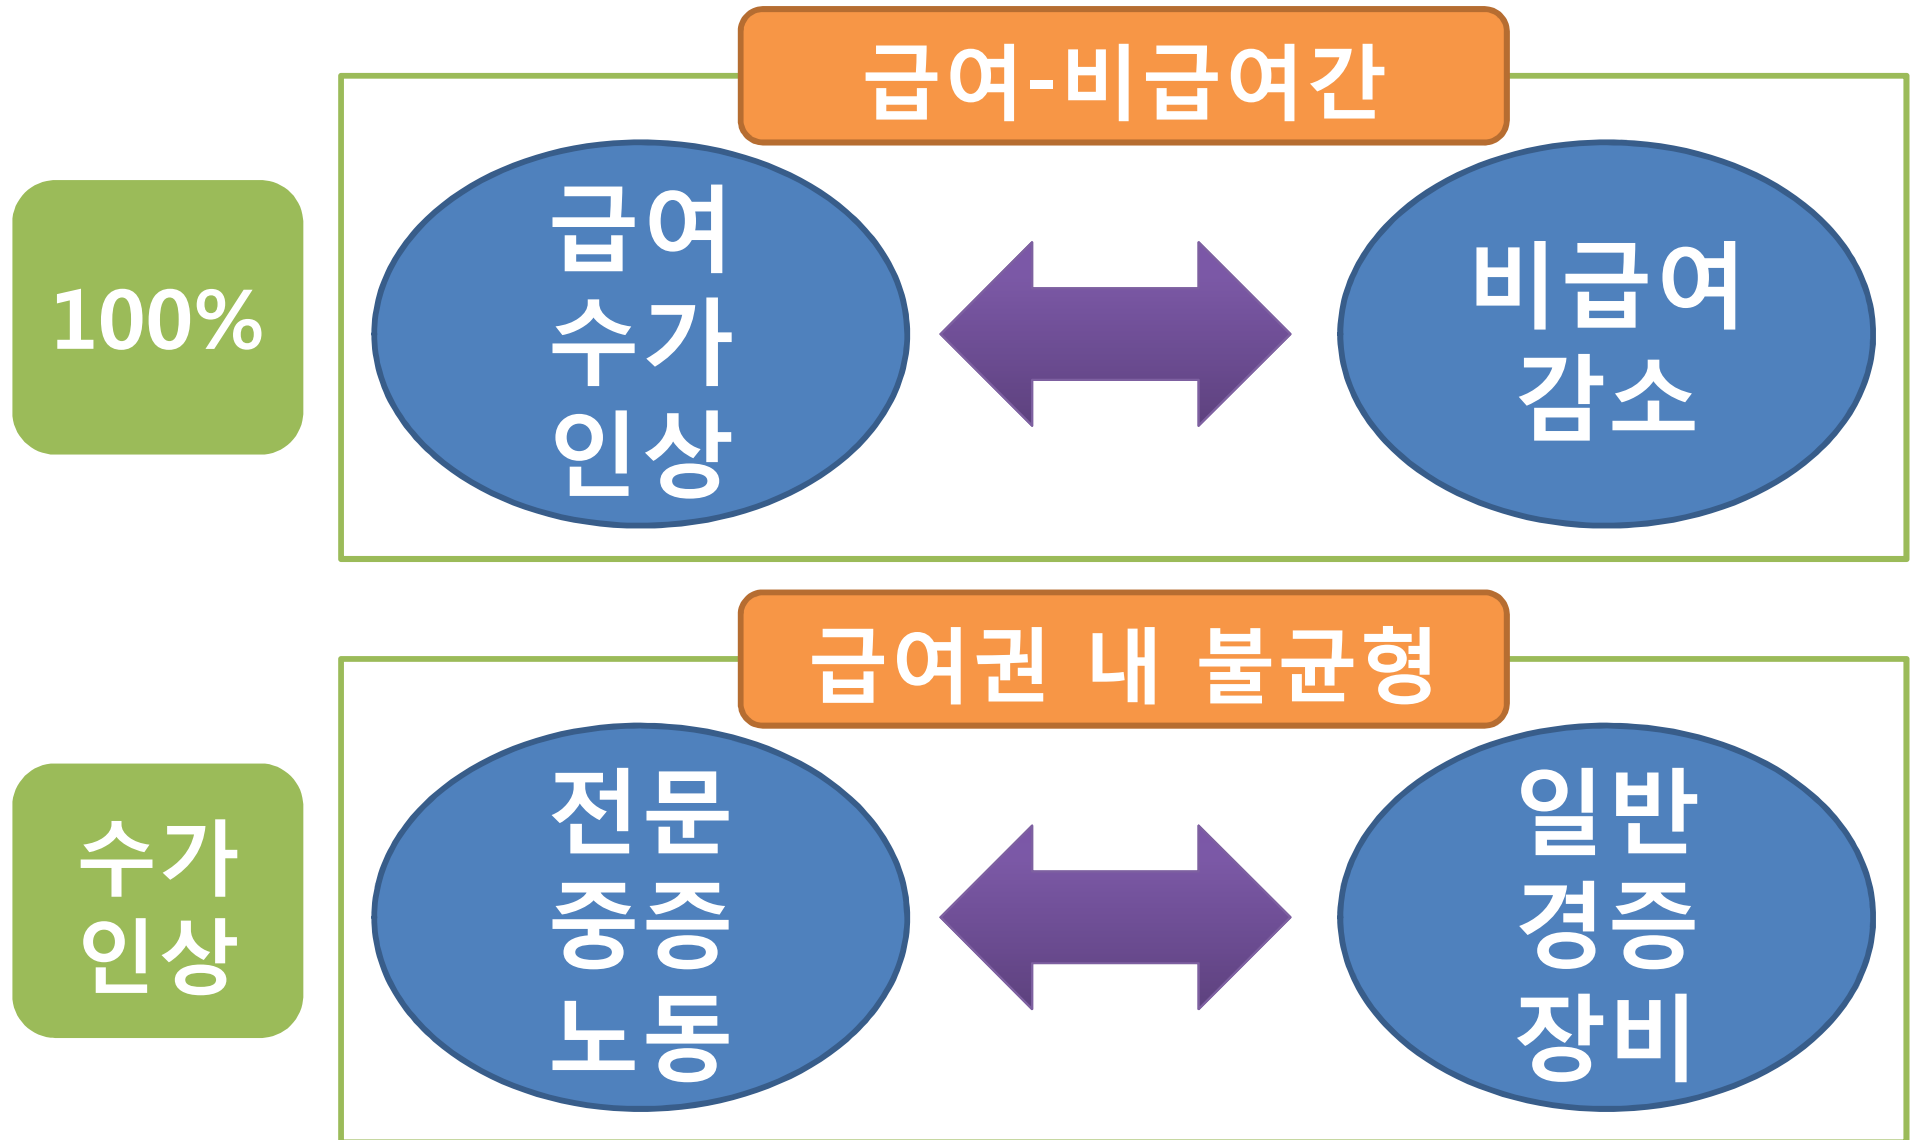 급여-비급여간
100%
급여
수가
인상
비급여
감소
급여권 내 불균형
수가
인상
전문
중증
노동
일반
경증
장비